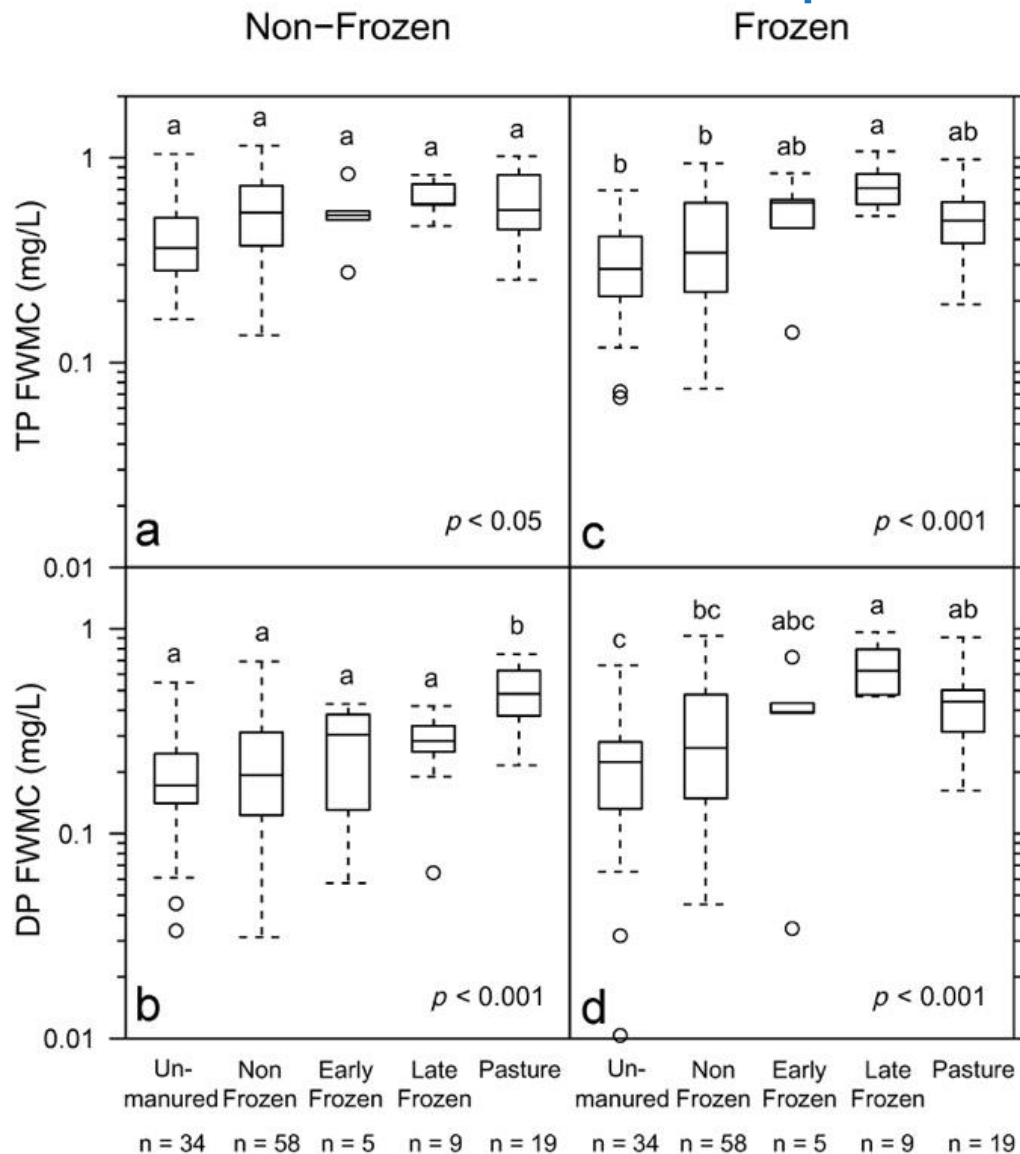 Non-Frozen Frozen
TP FWMC (mg/L)
1
0.1
0.01
a a a a a
a
p < 0.05
b b ab a ab
c
p < 0.001
DP FWMC (mg/L)
1
0.1
0.01
a a a a b
b
p < 0.001
c bc abc a ab
d
p < 0.001
Un- Non Early Late Pasture Un- Non Early Late Pasture
manured Frozen Frozen Frozen manured Frozen Frozen Frozen
n = 34 n = 58 n = 5 n = 9 n = 19 n = 34 n = 58 n = 5 n = 9 n = 19